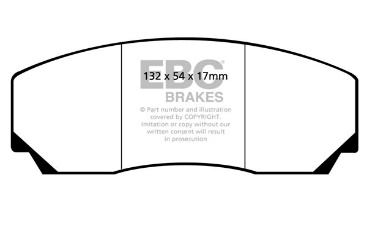 132 x 54 x 17mm
EBC
BRAKES
© Part number and illustration
covered by COPYRIGHT.
Imitation or copy without our
written consent will result
in prosecution